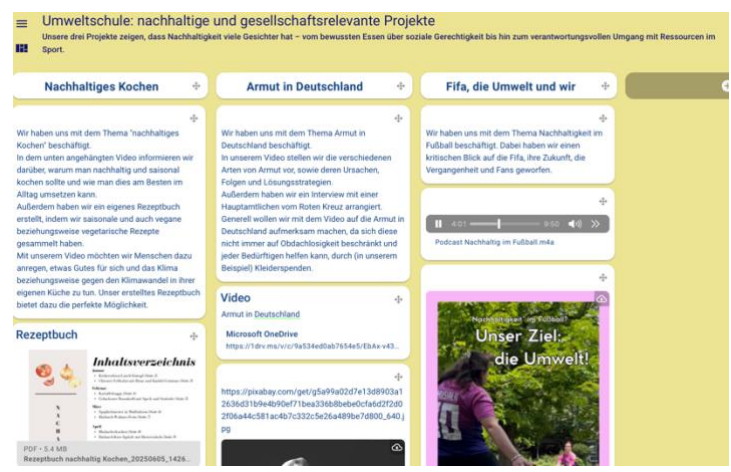 Umweltschule: nachhaltige und gesellschaftsrelevante Projekte
Unsere drei Projekte zeigen, dass Nachhaltigkeit viele Gesichter hat – vom bewussten Essen über soziale Gerechtigkeit bis hin zum verantwortungsvollen Umgang mit Ressourcen im
Sport.
Nachhaltiges Kochen
Wir haben uns mit dem Thema "nachhaltiges
Kochen" beschäftigt.
In dem unten angehängten Video informieren wir
darüber, warum man nachhaltig und saisonal
kochen sollte und wie man dies am Besten im
Alltag umsetzen kann.
Außerdem haben wir ein eigenes Rezeptbuch
erstellt, indem wir saisonale und auch vegane
beziehungsweise vegetarische Rezepte
gesammelt haben.
Mit unserem Video möchten wir Menschen dazu
anregen, etwas Gutes für sich und das Klima
beziehungsweise gegen den Klimawandel in ihrer
eigenen Küche zu tun. Unser erstelltes Rezeptbuch
bietet dazu die perfekte Möglichkeit.
Rezeptbuch
Inhaltsverzeichnis
N
A
C
H
PDF • 5.4 MB
Rezeptbuch nachhaltig Kochen_20250605_1426...
Armut in Deutschland
Wir haben uns mit dem Thema Armut in
Deutschland beschäftigt.
In unserem Video stellen wir die verschiedenen
Arten von Armut vor, sowie deren Ursachen,
Folgen und Lösungsstrategien.
Außerdem haben wir ein Interview mit einer
Hauptamtlichen vom Roten Kreuz arrangiert.
Generell wollen wir mit dem Video auf die Armut in
Deutschland aufmerksam machen, da sich diese
nicht immer auf Obdachlosigkeit beschränkt und
jeder Bedürftigen helfen kann, durch (in unserem
Beispiel) Kleiderspenden.
Video
Armut in Deutschland
Microsoft OneDrive
https://1drv.ms/v/c/9a534ed0ab7654e5/EbAx-v43...
https://pixabay.com/get/g5a99a02d7e13d8903a1
2636d31b9e4b90ef71bea336b8bebe0cfa6d2f2d0
2f06a44c581ac4b7c332c5e26a489be7d800_640.j
pg
Fifa, die Umwelt und wir
Wir haben uns mit dem Thema Nachhaltigkeit im
Fußball beschäftigt. Dabei haben wir einen
kritischen Blick auf die Fifa, ihre Zukunft, die
Vergangenheit und Fans geworfen.
4:01
9:50
Podcast Nachhaltig im Fußball.m4a
Nachhaltigkeit im Fußball?
Unser Ziel:
die Umwelt!